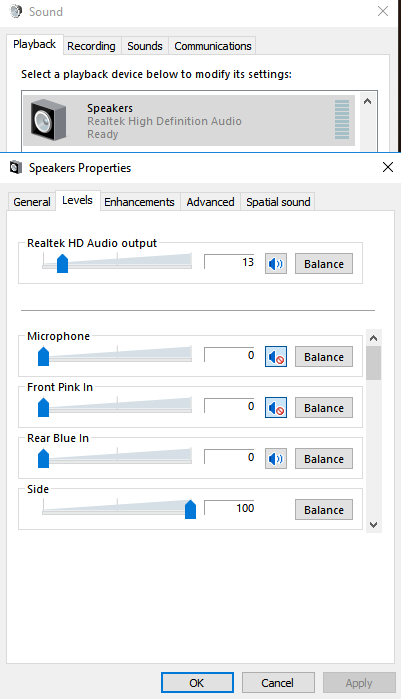 Sound
Playback Recording Sounds Communications
Select a playback device below to modify its settings:
Speakers
Realtek High Definition Audio
Ready
Speakers Properties
General Levels Enhancements Advanced Spatial sound
Realtek HD Audio output
13 Balance
Microphone
0 Balance
Front Pink In
0 Balance
Rear Blue In
0 Balance
Side
100 Balance
OK Cancel Apply